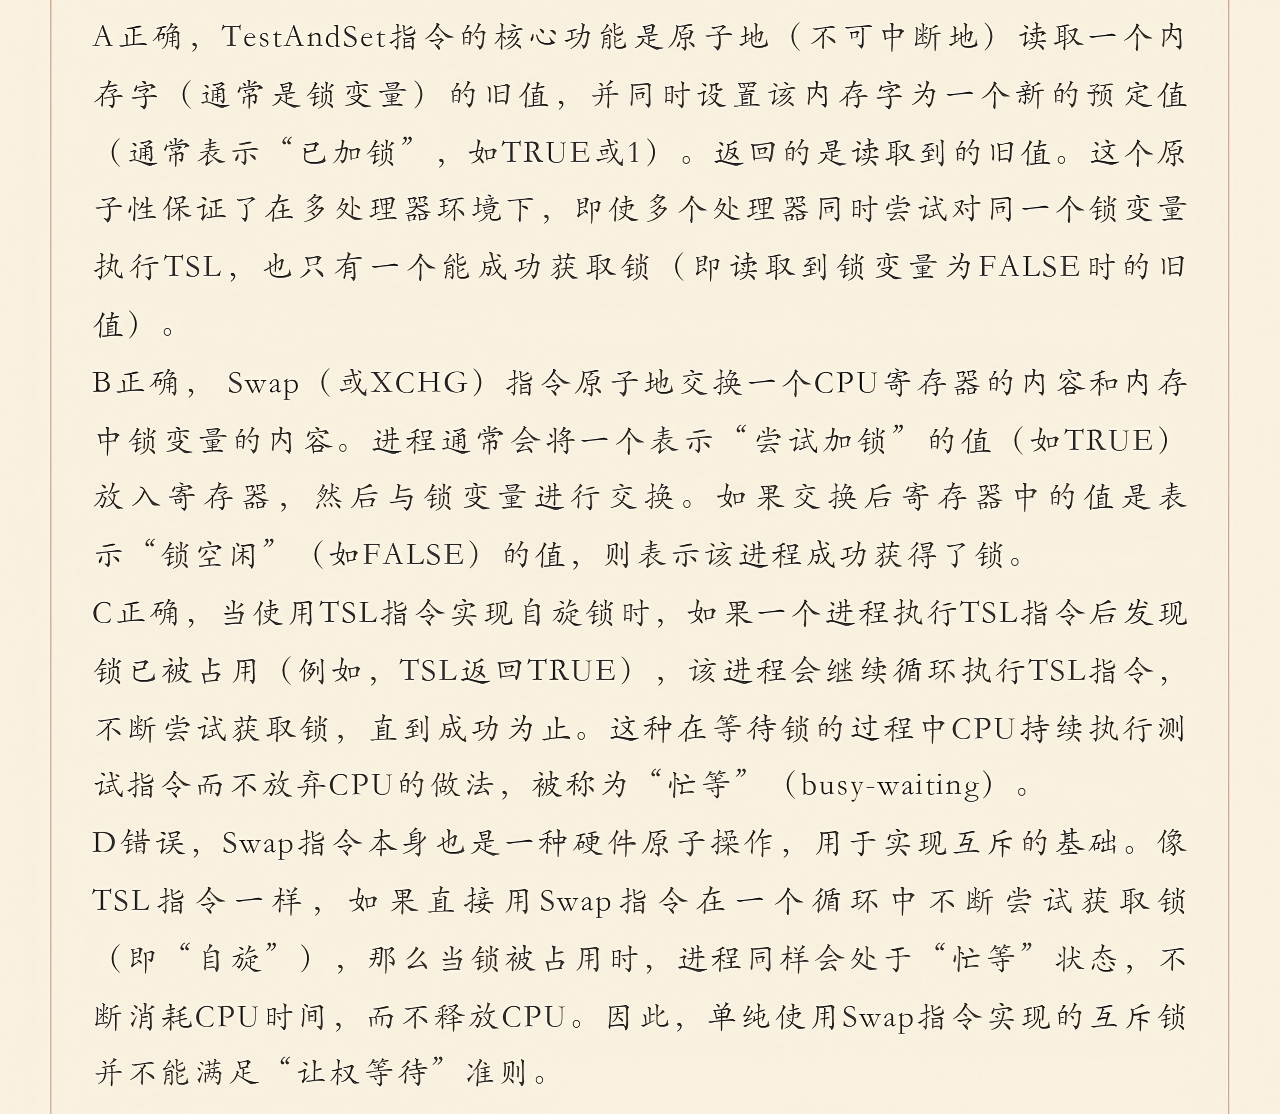 A正确，TestAndSet指令的核心功能是原子地（不可中断地）读取一个内
存字（通常是锁变量）的旧值，并同时设置该内存字为一个新的预定值
（通常表示“已加锁”，如TRUE或1）。返回的是读取到的旧值。这个原
子性保证了在多处理器环境下，即使多个处理器同时尝试对同一个锁变量
执行TSL，也只有一个能成功获取锁（即读取到锁变量为FALSE时的旧
值）。
B正确， Swap（或XCHG）指令原子地交换一个CPU寄存器的内容和内存
中锁变量的内容。进程通常会将一个表示“尝试加锁”的值（如TRUE）
放入寄存器，然后与锁变量进行交换。如果交换后寄存器中的值是表
示“锁空闲”（如FALSE）的值，则表示该进程成功获得了锁。
C正确，当使用TSL指令实现自旋锁时，如果一个进程执行TSL指令后发现
锁已被占用（例如，TSL返回TRUE），该进程会继续循环执行TSL指令，
不断尝试获取锁，直到成功为止。这种在等待锁的过程中CPU持续执行测
试指令而不放弃CPU的做法，被称为“忙等”（busy-waiting）。
D错误，Swap指令本身也是一种硬件原子操作，用于实现互斥的基础。像
TSL指令一样，如果直接用Swap指令在一个循环中不断尝试获取锁
（即“自旋”），那么当锁被占用时，进程同样会处于“忙等”状态，不
断消耗CPU时间，而不释放CPU。因此，单纯使用Swap指令实现的互斥锁
并不能满足“让权等待”准则。